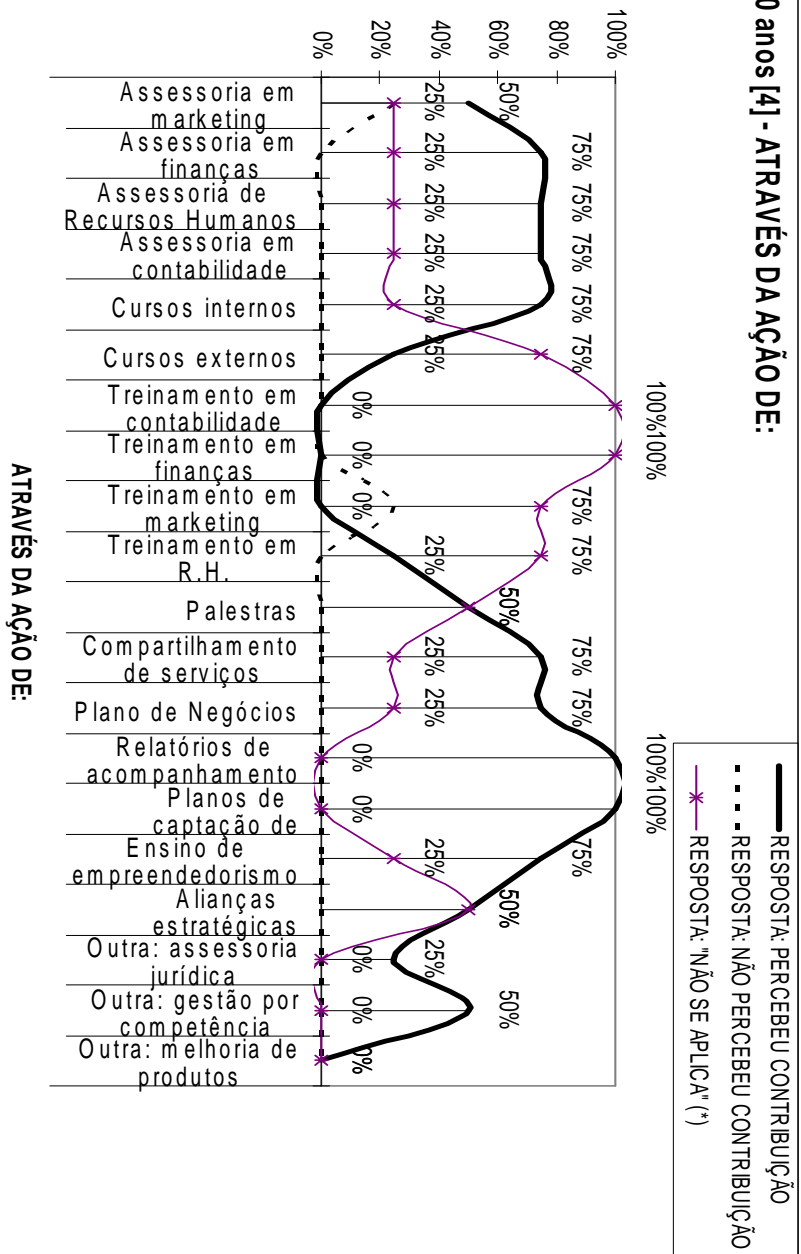 0 anos [4] - ATRAVÉS DA AÇÃO DE:
RESPOSTA: PERCEBEU CONTRIBUIÇÃO
RESPOSTA: NÃO PERCEBEU CONTRIBUIÇÃO
RESPOSTA: "NÃO SE APLICA" (*)
100%
80%
60%
40%
20%
0%
50%
75%
75%
75%
75%
75%
100%100%
75%
75%
50%
75%
75%
100%100%
75%
50%
50%
25%
25%
25%
25%
25%
25%
0%
0%
0%
25%
25%
25%
0%
0%
25%
0%
25%
0%
0%
Assessoria em
marketing
Assessoria em
finanças
Assessoria de
Recursos Humanos
Assessoria em
contabilidade
Cursos internos
Cursos externos
Treinamento em
contabilidade
Treinamento em
finanças
Treinamento em
marketing
Treinamento em
R.H.
Palestras
Compartilhamento
de serviços
Plano de Negócios
Relatórios de
acompanhamento
Planos de
captação de
Ensino de
empreendedorismo
Alianças
estratégicas
Outra: assessoria
jurídica
Outra: gestão por
competência
Outra: melhoria de
produtos
ATRAVÉS DA AÇÃO DE: